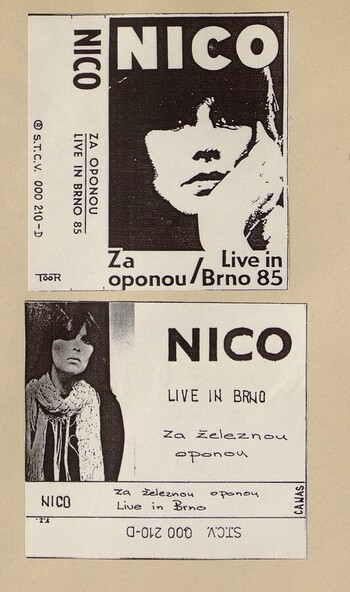 NICO
NICO
ZA OPONOU
LIVE IN BRNO 85
℗ S.T.C.V. 000 210-D
TOOR
Za oponou / Live in Brno 85
NICO
LIVE IN BRNO
Za železnou
oponou
NICO
Za železnou oponou
Live in Brno
CANAS
S.T.C.V. 000 210-D